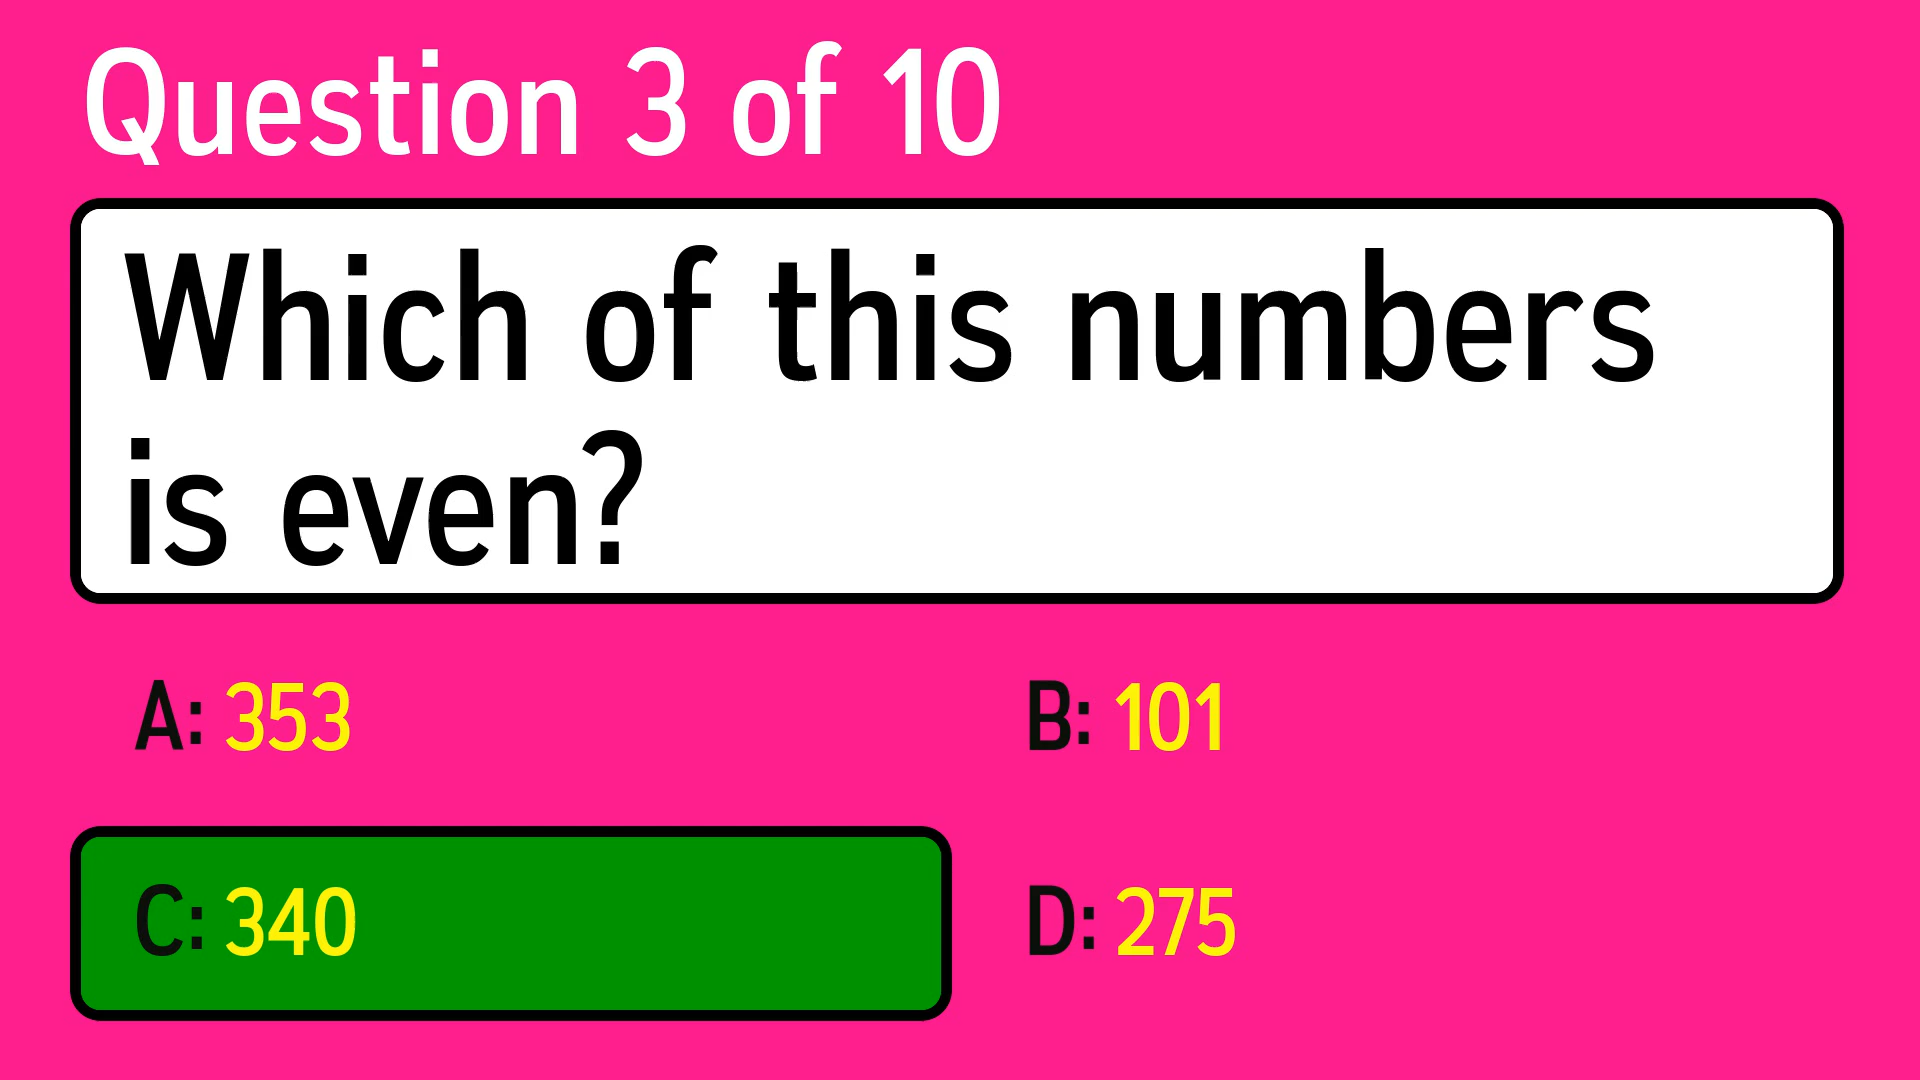 Question 3 of 10
Which of this numbers
is even?
A: 353
B: 101
C: 340
D: 275